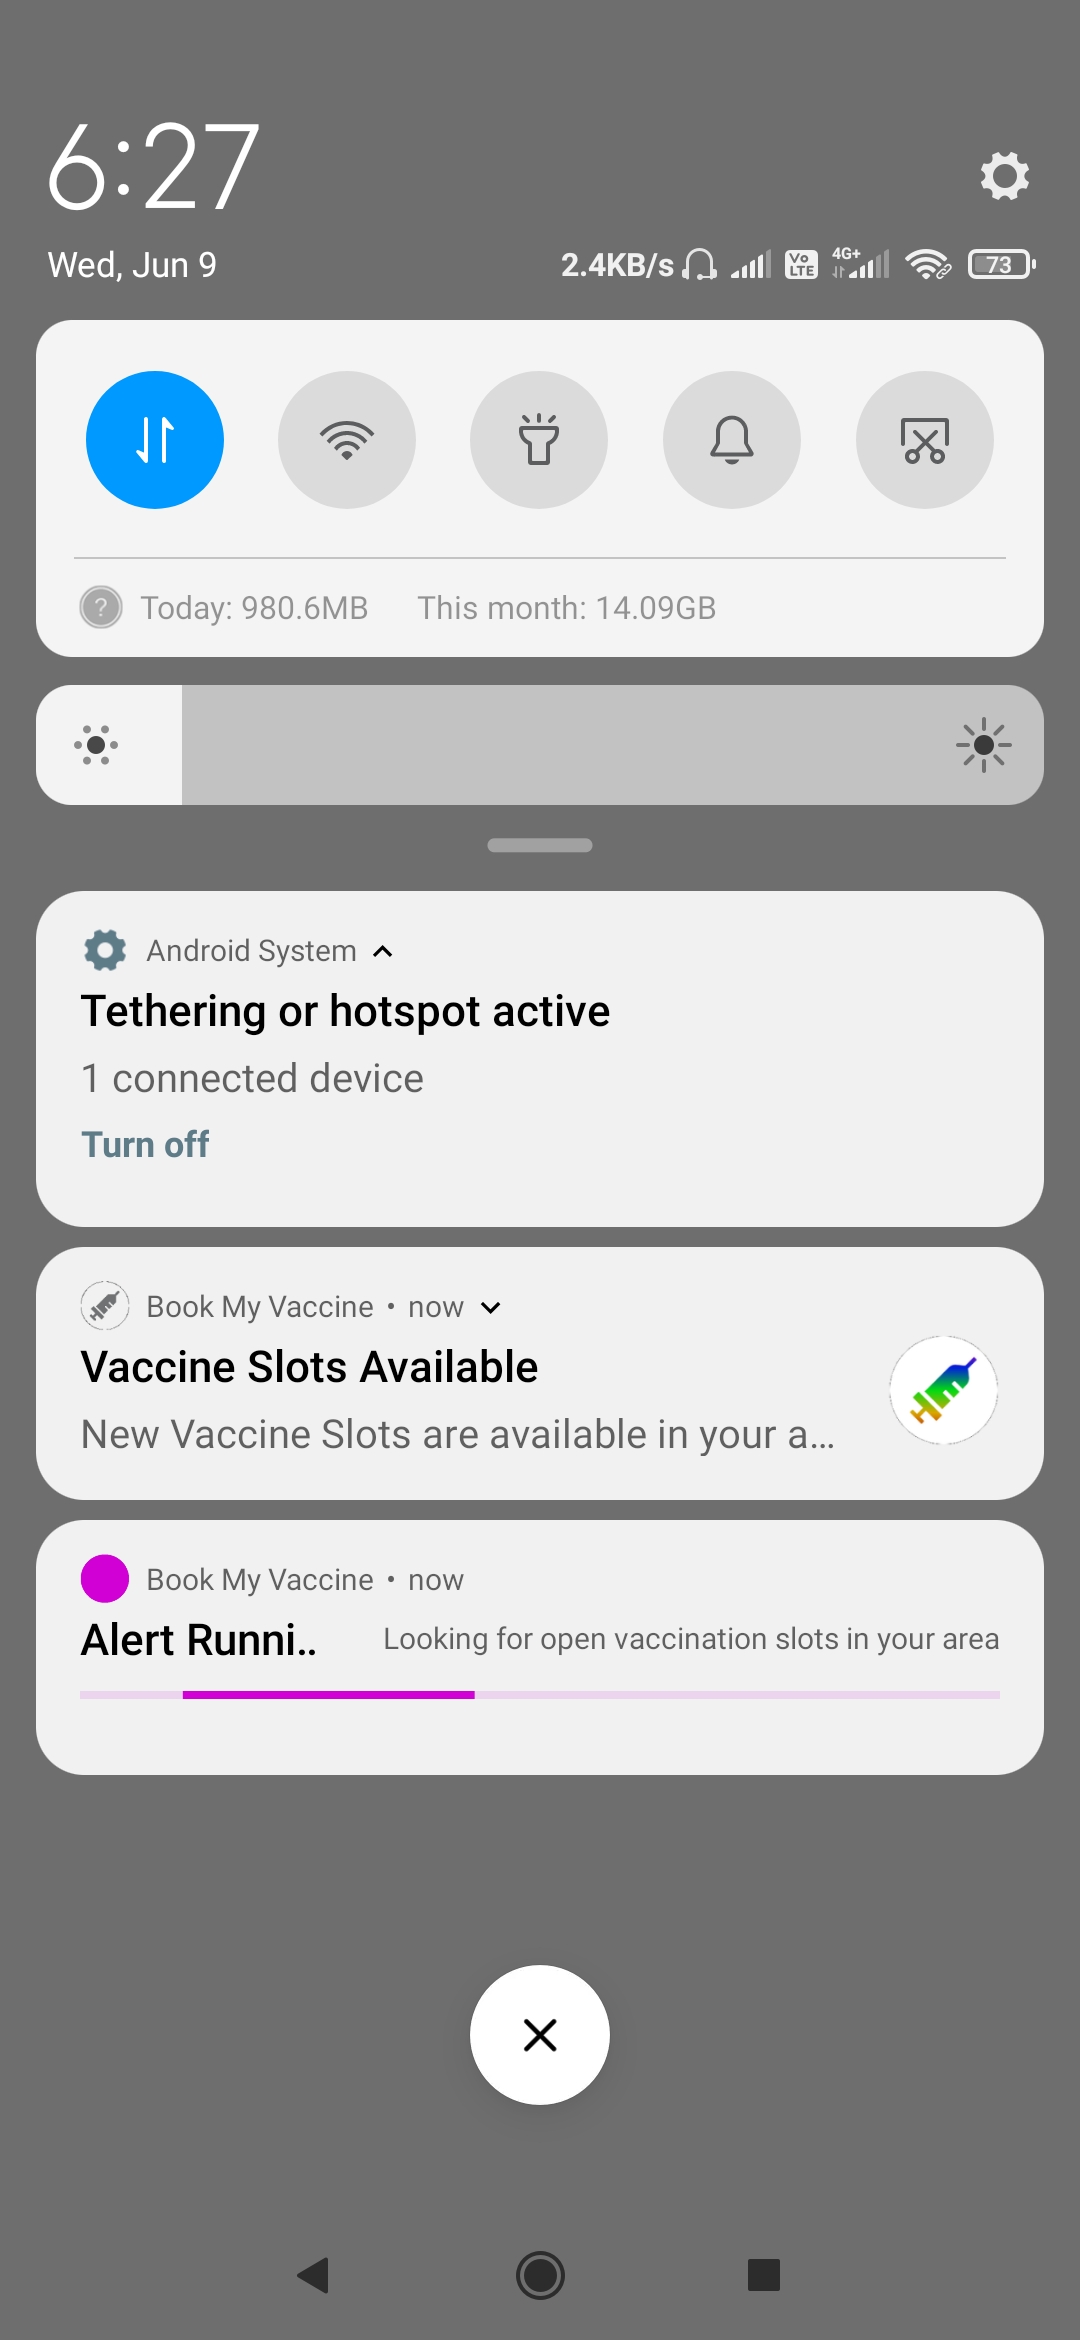 6:27
Wed, Jun 9
2.4KB/s Vo LTE 4G+ 73
? Today: 980.6MB This month: 14.09GB
Android System
Tethering or hotspot active
1 connected device
Turn off
Book My Vaccine • now
Vaccine Slots Available
New Vaccine Slots are available in your a...
Book My Vaccine • now
Alert Runni.. Looking for open vaccination slots in your area